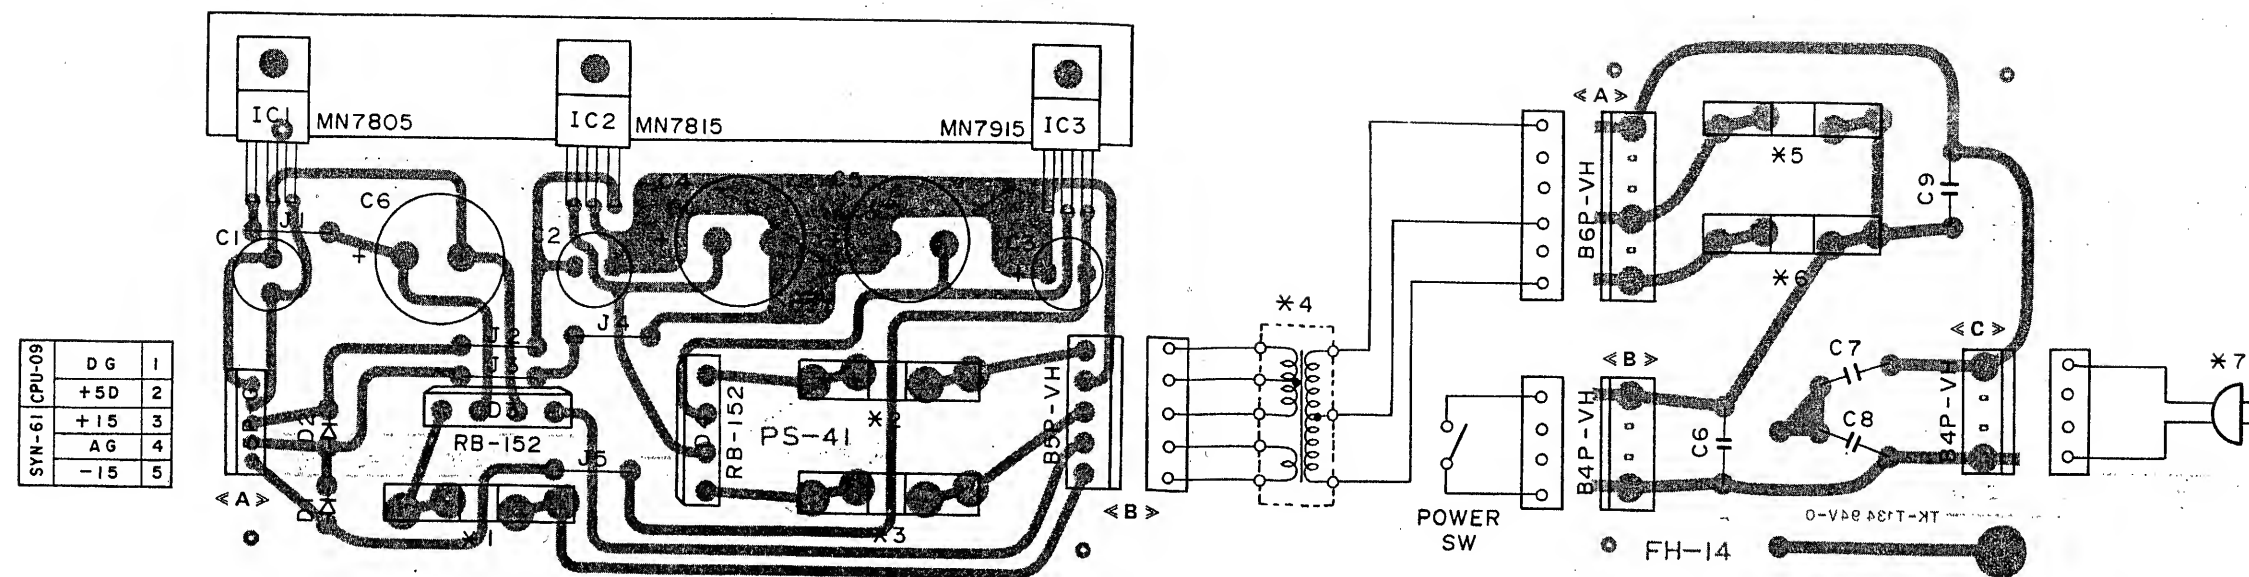 IC1
MN7805
IC2
MN7815
MN7915
IC3
J1
C6
C1
+
C2
C4
C5
C3
+
J2
J4
J3
SYN-61 CPU-09
DG 1
+5D 2
+15 3
AG 4
-15 5
D2
D1
RB-152
RB-152
PS-41
B5P-VH
J5
«A»
*1
*2
*3
«B»
*4
POWER
SW
«A»
B6P-VH
*5
*6
C9
«B»
B4P-VH
C6
C7
C8
«C»
B4P-VH
*7
FH-14
TK-T134 94V-0